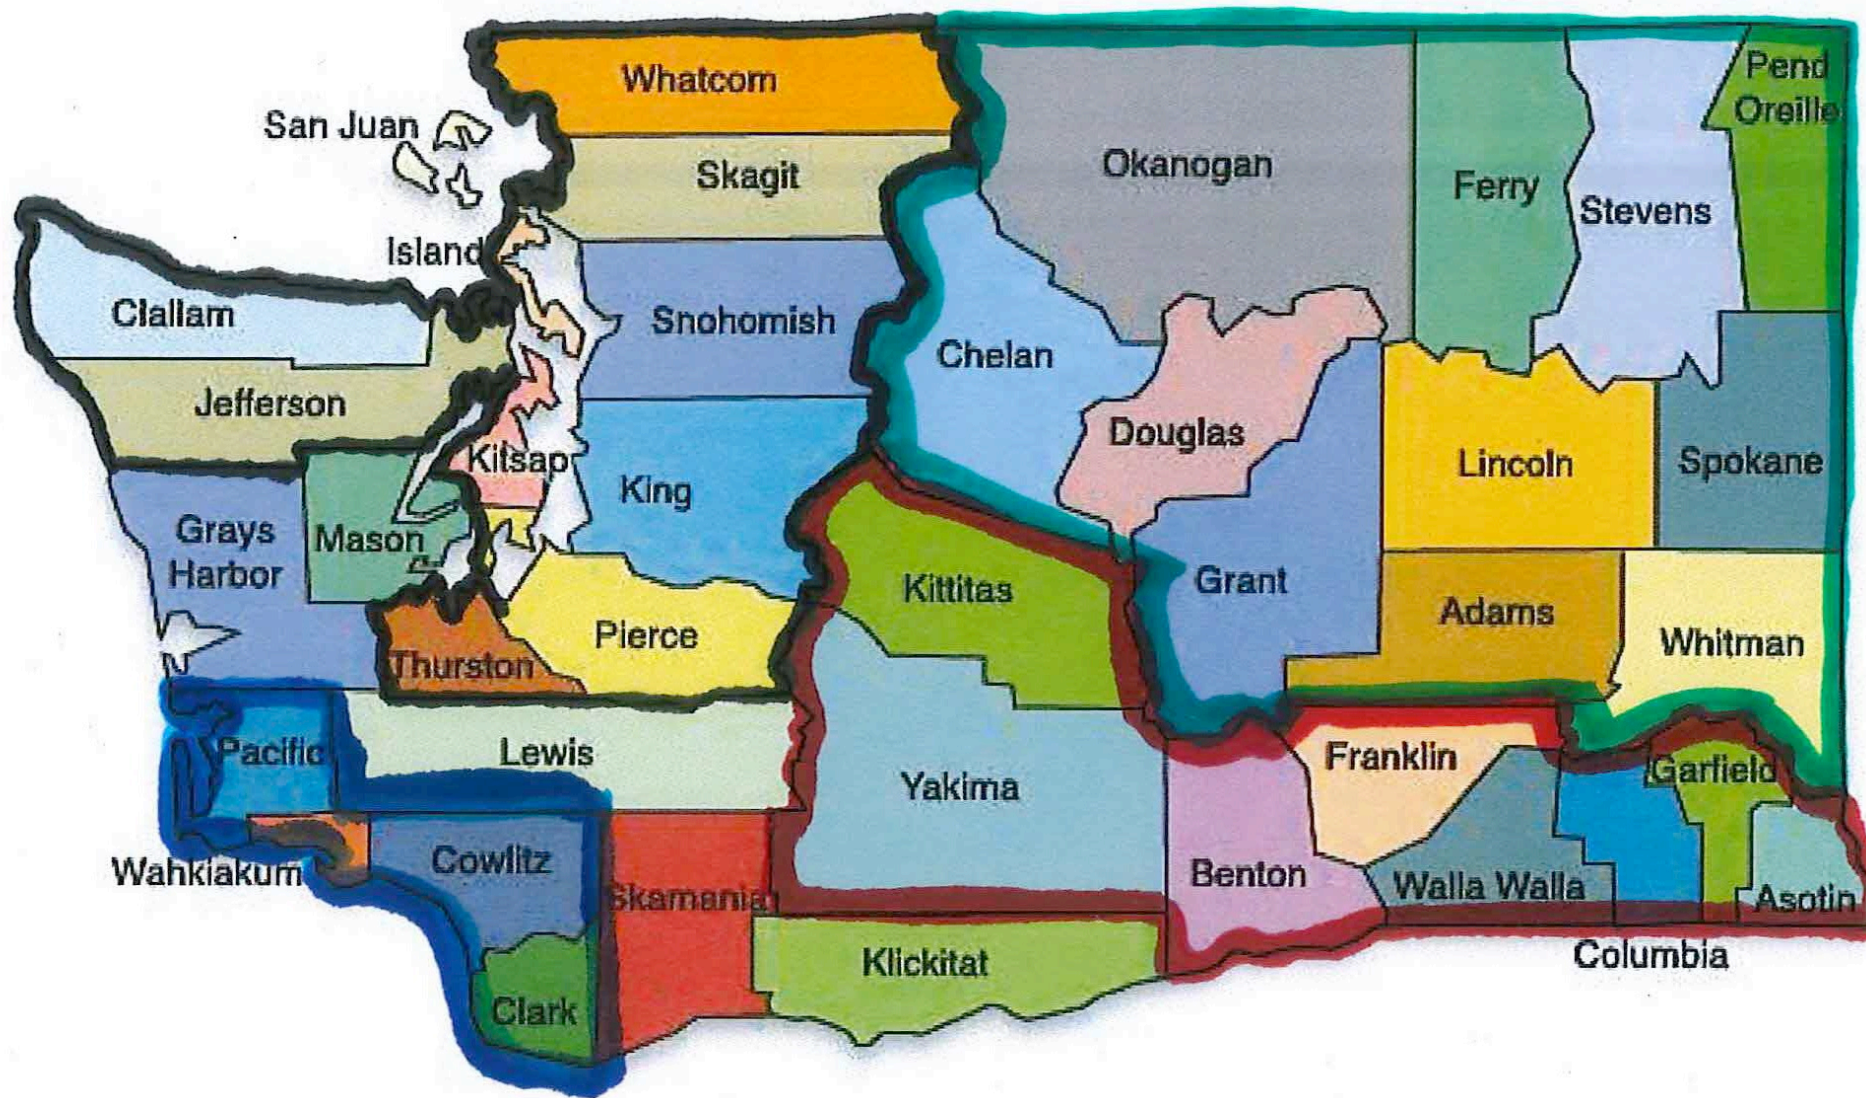 Whatcom
Pend
Oreille
San Juan
Skagit
Okanogan
Ferry
Stevens
Island
Clallam
Snohomish
Chelan
Jefferson
Douglas
Kitsap
King
Lincoln
Spokane
Grays
Harbor
Mason
Kittitas
Grant
Adams
Pierce
Whitman
Thurston
Pacific
Lewis
Yakima
Franklin
Garfield
Wahkiakum
Cowlitz
Skamania
Benton
Walla Walla
Asotin
Klickitat
Columbia
Clark